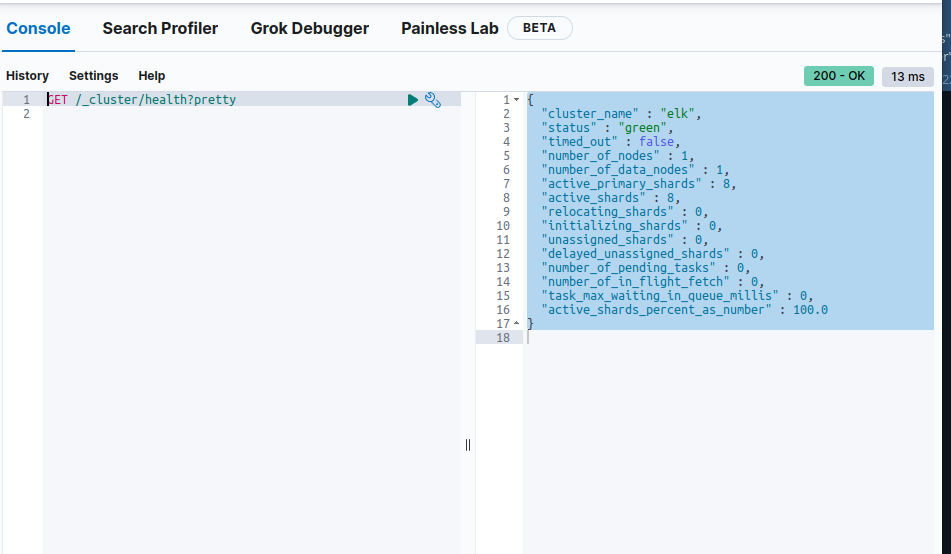 Console Search Profiler Grok Debugger Painless Lab BETA
History Settings Help 200 - OK 13 ms
1 GET /_cluster/health?pretty
2
1 {
2 "cluster_name" : "elk",
3 "status" : "green",
4 "timed_out" : false,
5 "number_of_nodes" : 1,
6 "number_of_data_nodes" : 1,
7 "active_primary_shards" : 8,
8 "active_shards" : 8,
9 "relocating_shards" : 0,
10 "initializing_shards" : 0,
11 "unassigned_shards" : 0,
12 "delayed_unassigned_shards" : 0,
13 "number_of_pending_tasks" : 0,
14 "number_of_in_flight_fetch" : 0,
15 "task_max_waiting_in_queue_millis" : 0,
16 "active_shards_percent_as_number" : 100.0
17 }
18